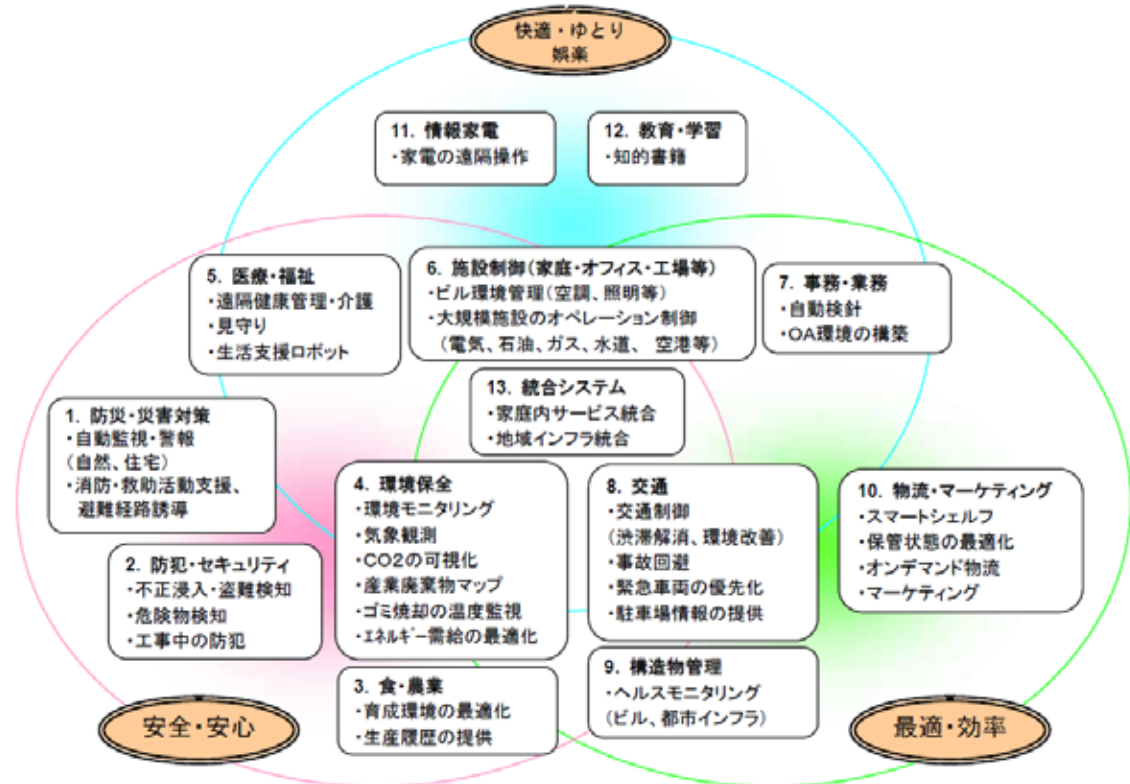 快適・ゆとり
娯楽
11. 情報家電
・家電の遠隔操作
12. 教育・学習
・知的書籍
5. 医療・福祉
・遠隔健康管理・介護
・見守り
・生活支援ロボット
6. 施設制御(家庭・オフィス・工場等)
・ビル環境管理(空調、照明等)
・大規模施設のオペレーション制御
(電気、石油、ガス、水道、 空港等)
7. 事務・業務
・自動検針
・OA環境の構築
13. 統合システム
・家庭内サービス統合
・地域インフラ統合
1. 防災・災害対策
・自動監視・警報
(自然、住宅)
・消防・救助活動支援、
避難経路誘導
4. 環境保全
・環境モニタリング
・気象観測
・CO2の可視化
・産業廃棄物マップ
・ゴミ焼却の温度監視
・エネルギー需給の最適化
8. 交通
・交通制御
(渋滞解消、環境改善)
・事故回避
・緊急車両の優先化
・駐車場情報の提供
10. 物流・マーケティング
・スマートシェルフ
・保管状態の最適化
・オンデマンド物流
・マーケティング
2. 防犯・セキュリティ
・不正浸入・盗難検知
・危険物検知
・工事中の防犯
3. 食・農業
・育成環境の最適化
・生産履歴の提供
9. 構造物管理
・ヘルスモニタリング
(ビル、都市インフラ)
安全・安心
最適・効率